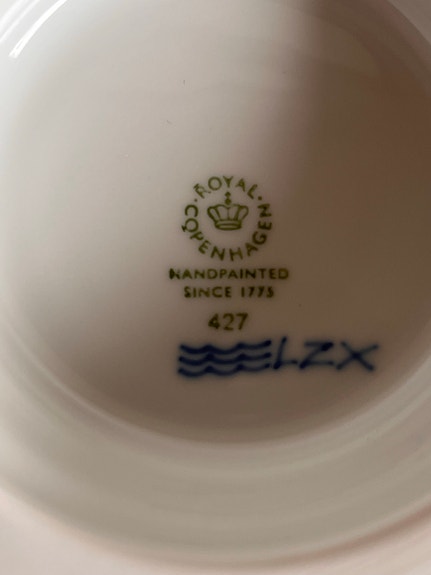 ROYAL
COPENHAGEN
HANDPAINTED
SINCE 1775
427
LZX